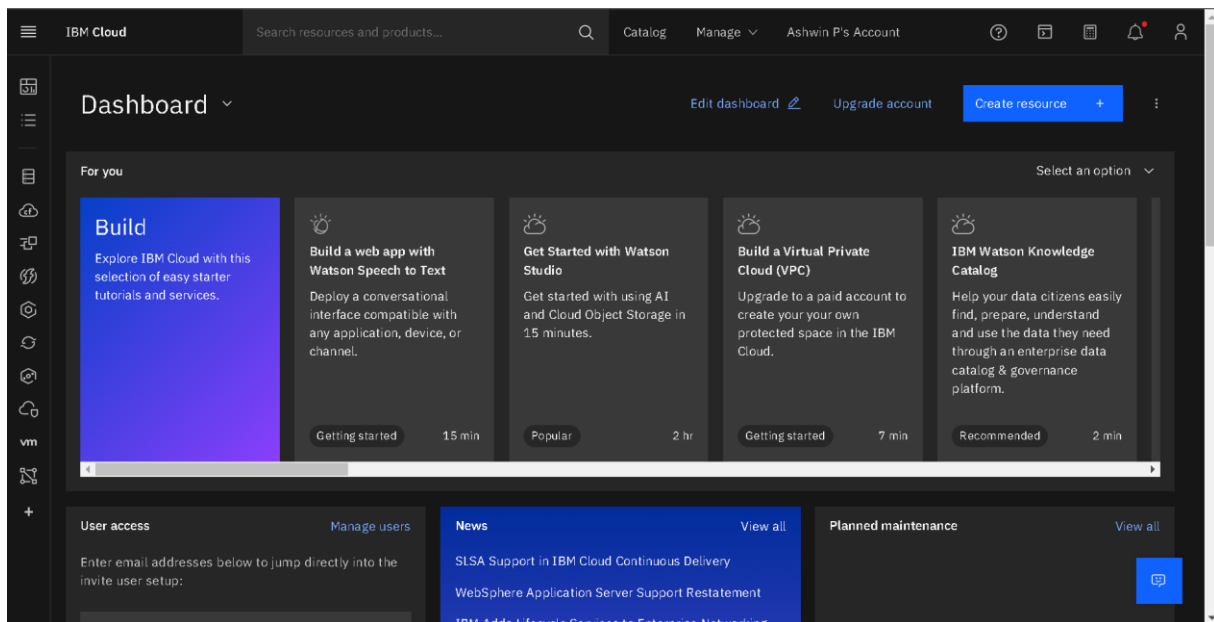 IBM Cloud
Search resources and products...
Catalog
Manage
Ashwin P's Account
Dashboard
Edit dashboard
Upgrade account
Create resource +
For you
Select an option
Build
Explore IBM Cloud with this
selection of easy starter
tutorials and services.
Build a web app with
Watson Speech to Text
Deploy a conversational
interface compatible with
any application, device, or
channel.
Getting started
15 min
Get Started with Watson
Studio
Get started with using AI
and Cloud Object Storage in
15 minutes.
Popular
2 hr
Build a Virtual Private
Cloud (VPC)
Upgrade to a paid account to
create your your own
protected space in the IBM
Cloud.
Getting started
7 min
IBM Watson Knowledge
Catalog
Help your data citizens easily
find, prepare, understand
and use the data they need
through an enterprise data
catalog & governance
platform.
Recommended
2 min
vm
User access
Manage users
Enter email addresses below to jump directly into the
invite user setup:
News
View all
SLSA Support in IBM Cloud Continuous Delivery
WebSphere Application Server Support Restatement
IBM Adds Lifecycle Services to Enterprise Networking
Planned maintenance
View all